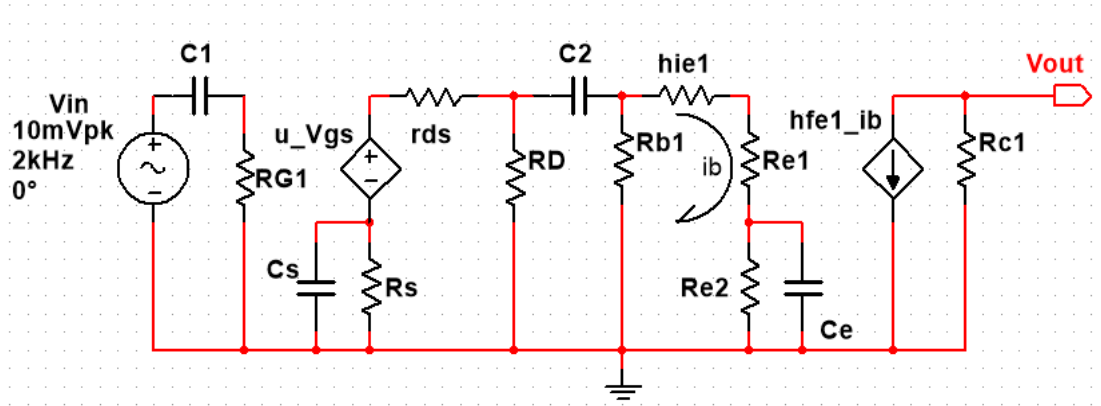 C1
Vin
10mVpk
2kHz
0°
RG1
u_Vgs
rds
Cs
Rs
RD
C2
Rb1
hie1
ib
Re1
Re2
Ce
hfe1_ib
Rc1
Vout